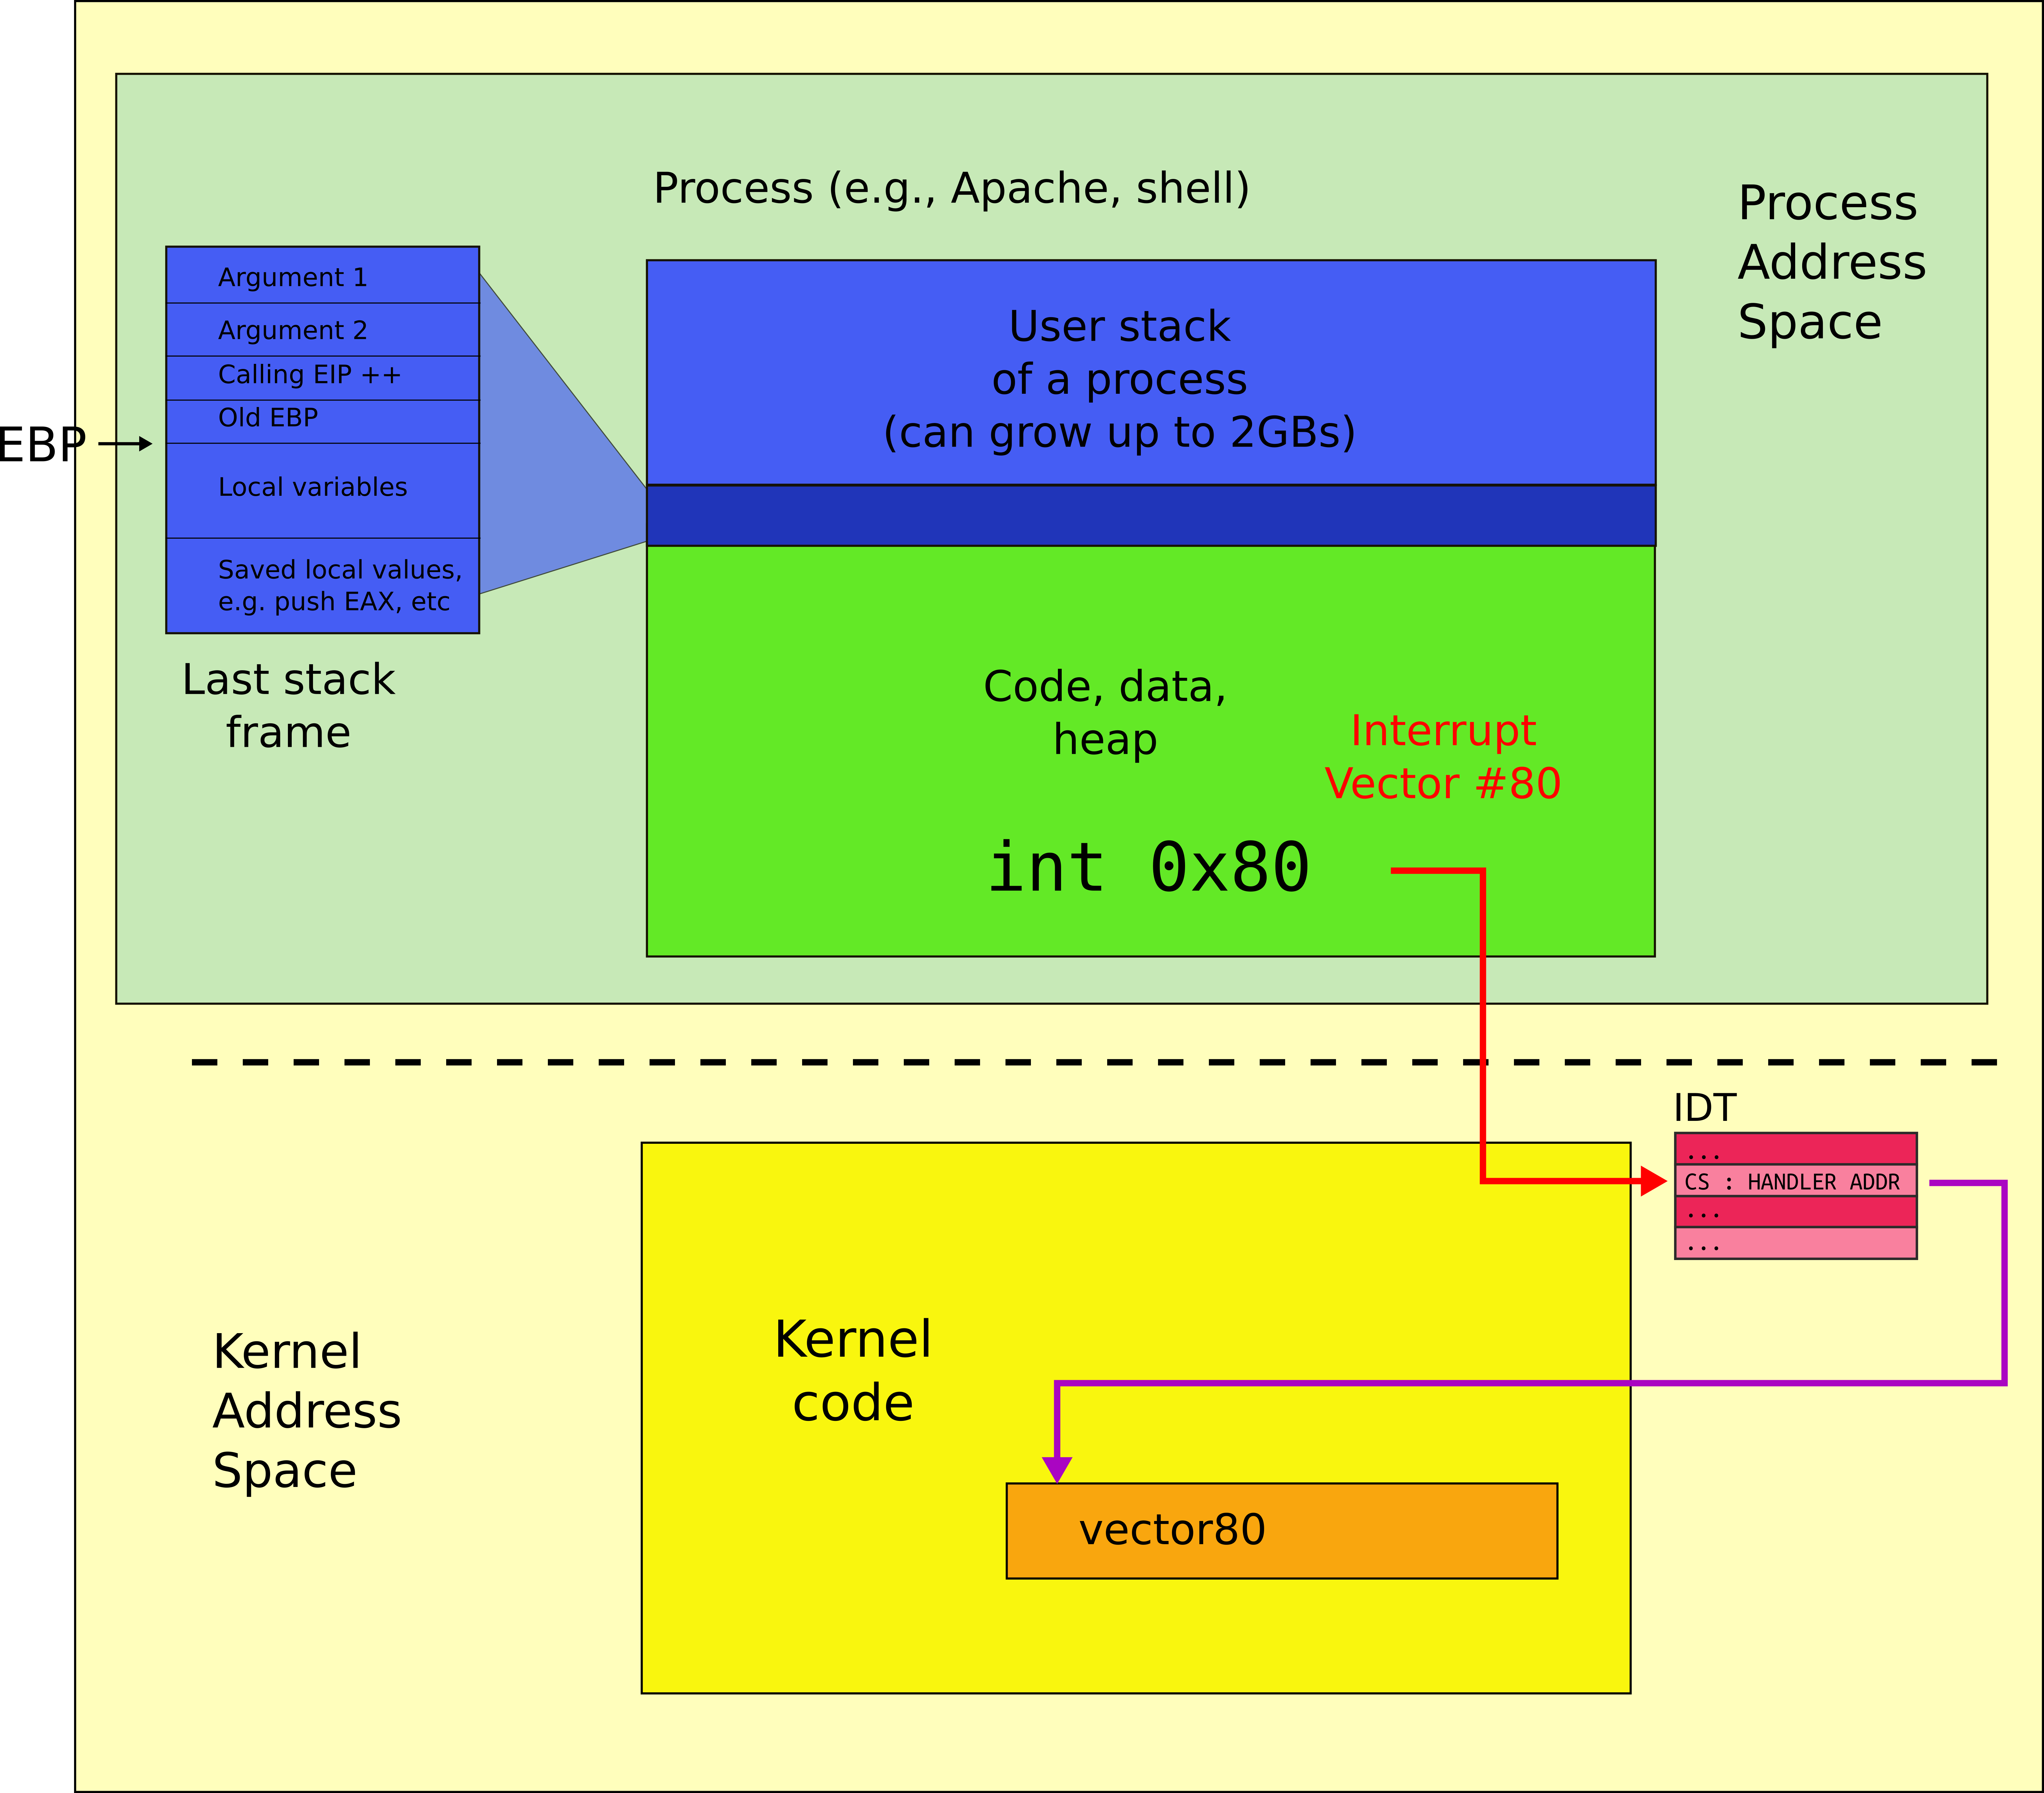 Process (e.g., Apache, shell)
Process
Address
Space
Argument 1
Argument 2
Calling EIP ++
Old EBP
EBP
Local variables
Saved local values,
e.g. push EAX, etc
Last stack
frame
User stack
of a process
(can grow up to 2GBs)
Code, data,
heap
Interrupt
Vector #80
int 0x80
IDT
...
CS : HANDLER ADDR
...
...
Kernel
Address
Space
Kernel
code
vector80